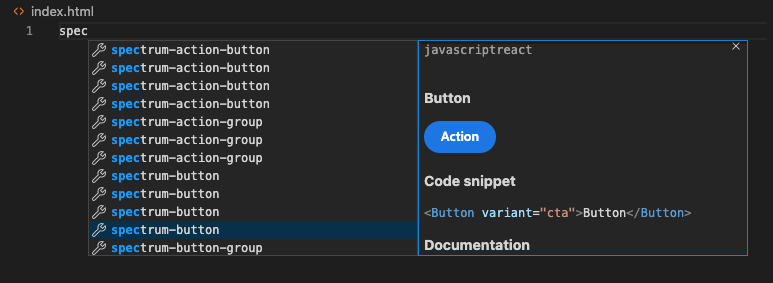 <> index.html
1 spec
spectrum-action-button
spectrum-action-button
spectrum-action-button
spectrum-action-button
spectrum-action-group
spectrum-action-group
spectrum-action-group
spectrum-button
spectrum-button
spectrum-button
spectrum-button
spectrum-button-group
javascriptreact
Button
Action
Code snippet
<Button variant="cta">Button</Button>
Documentation